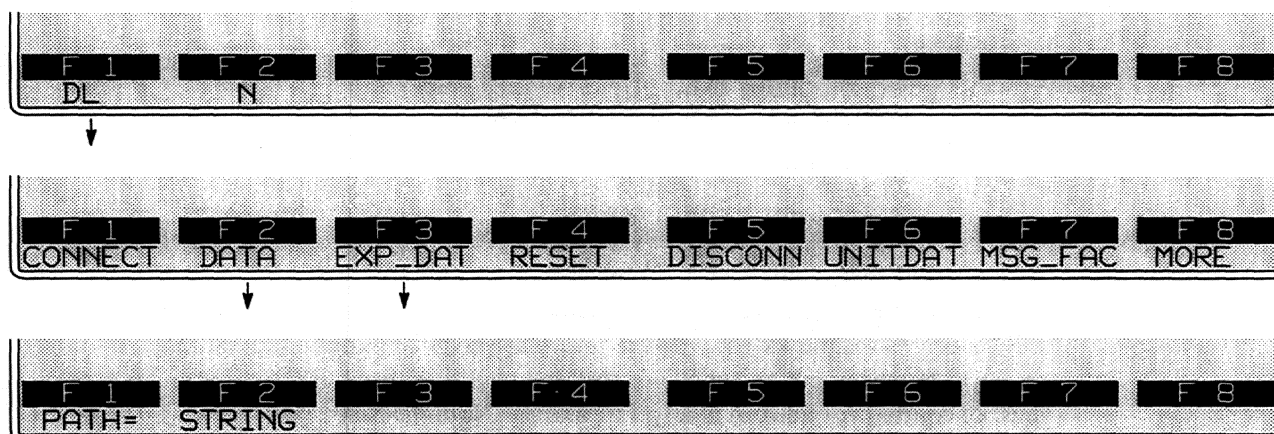 F 1 F 2 F 3 F 4 F 5 F 6 F 7 F 8
DL N
F 1 F 2 F 3 F 4 F 5 F 6 F 7 F 8
CONNECT DATA EXP_DAT RESET DISCONN UNITDAT MSG_FAC MORE
F 1 F 2 F 3 F 4 F 5 F 6 F 7 F 8
PATH= STRING